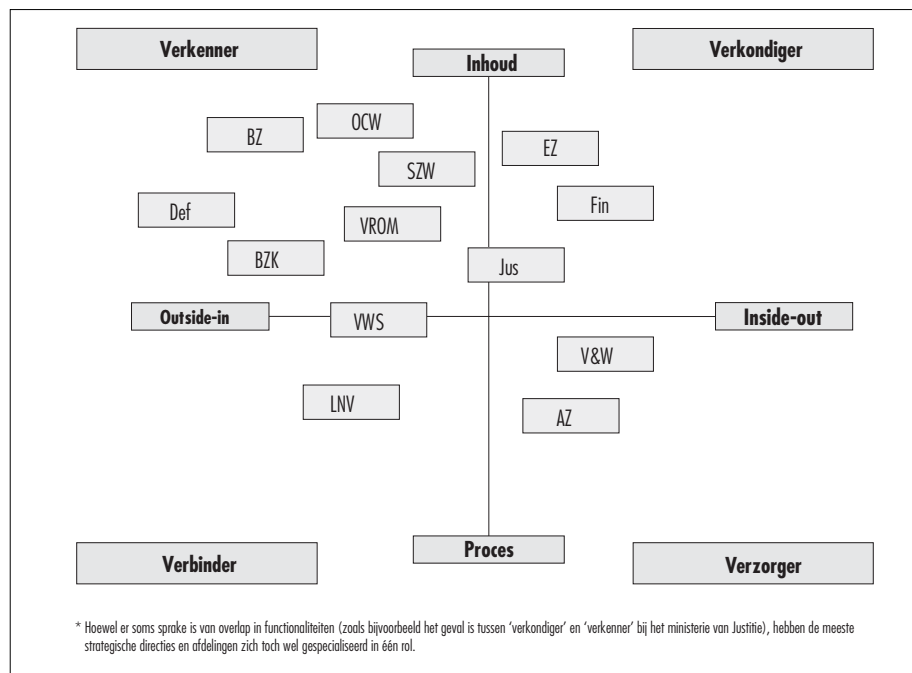 Verkenner
Verkondiger
Inhoud
OCW
BZ
EZ
SZW
Fin
Def
VROM
BZK
Jus
Outside-in
VWS
Inside-out
V&W
LNV
AZ
Proces
Verbinder
Verzorger
* Hoewel er soms sprake is van overlap in functionaliteiten (zoals bijvoorbeeld het geval is tussen ‘verkondiger’ en ‘verkenner’ bij het ministerie van Justitie), hebben de meeste
strategische directies en afdelingen zich toch wel gespecialiseerd in één rol.